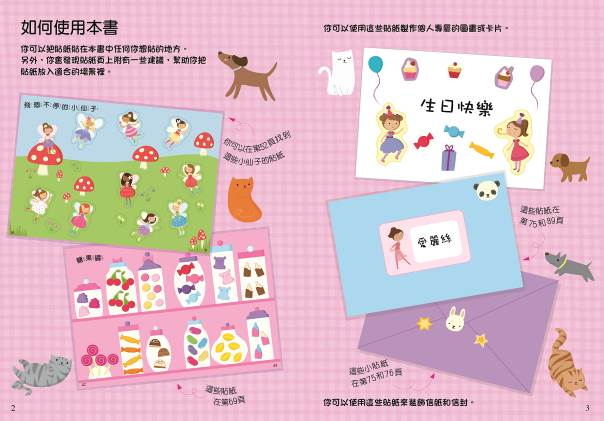 如何使用本書
你可以把貼紙貼在本書中任何你想貼的地方。
另外，你會發現貼紙頁上附有一些建議，幫助你把
貼紙放入適合的場景裡。
飛個不停的小仙子
你可以在第52頁找到
這些小仙子的貼紙
糖果鋪
這些貼紙
在第69頁
2
你可以使用這些貼紙製作個人專屬的圖畫或卡片。
生日快樂
這些貼紙在
第75和89頁
愛麗絲
這些小貼紙
在第75和76頁
你可以使用這些貼紙來裝飾信紙和信封。
3